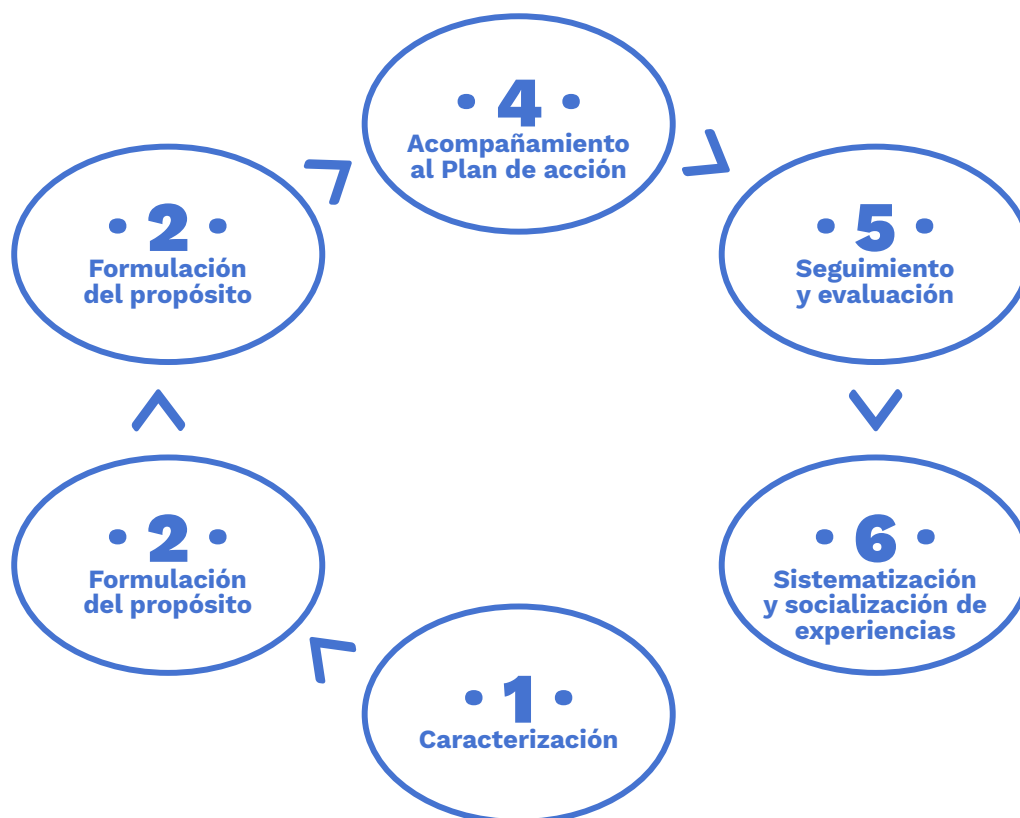 • 4 •
Acompañamiento
al Plan de acción
• 2 •
Formulación
del propósito
• 5 •
Seguimiento
y evaluación
• 2 •
Formulación
del propósito
• 6 •
Sistematización
y socialización de
experiencias
• 1 •
Caracterización